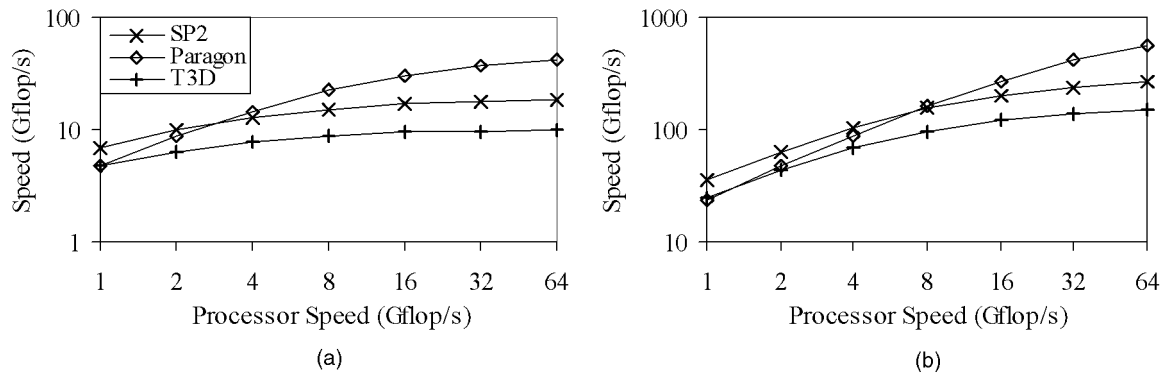 100
10
1
Speed (Gflop/s)
SP2
Paragon
T3D
1 2 4 8 16 32 64
Processor Speed (Gflop/s)
(a)
1000
100
10
Speed (Gflop/s)
1 2 4 8 16 32 64
Processor Speed (Gflop/s)
(b)